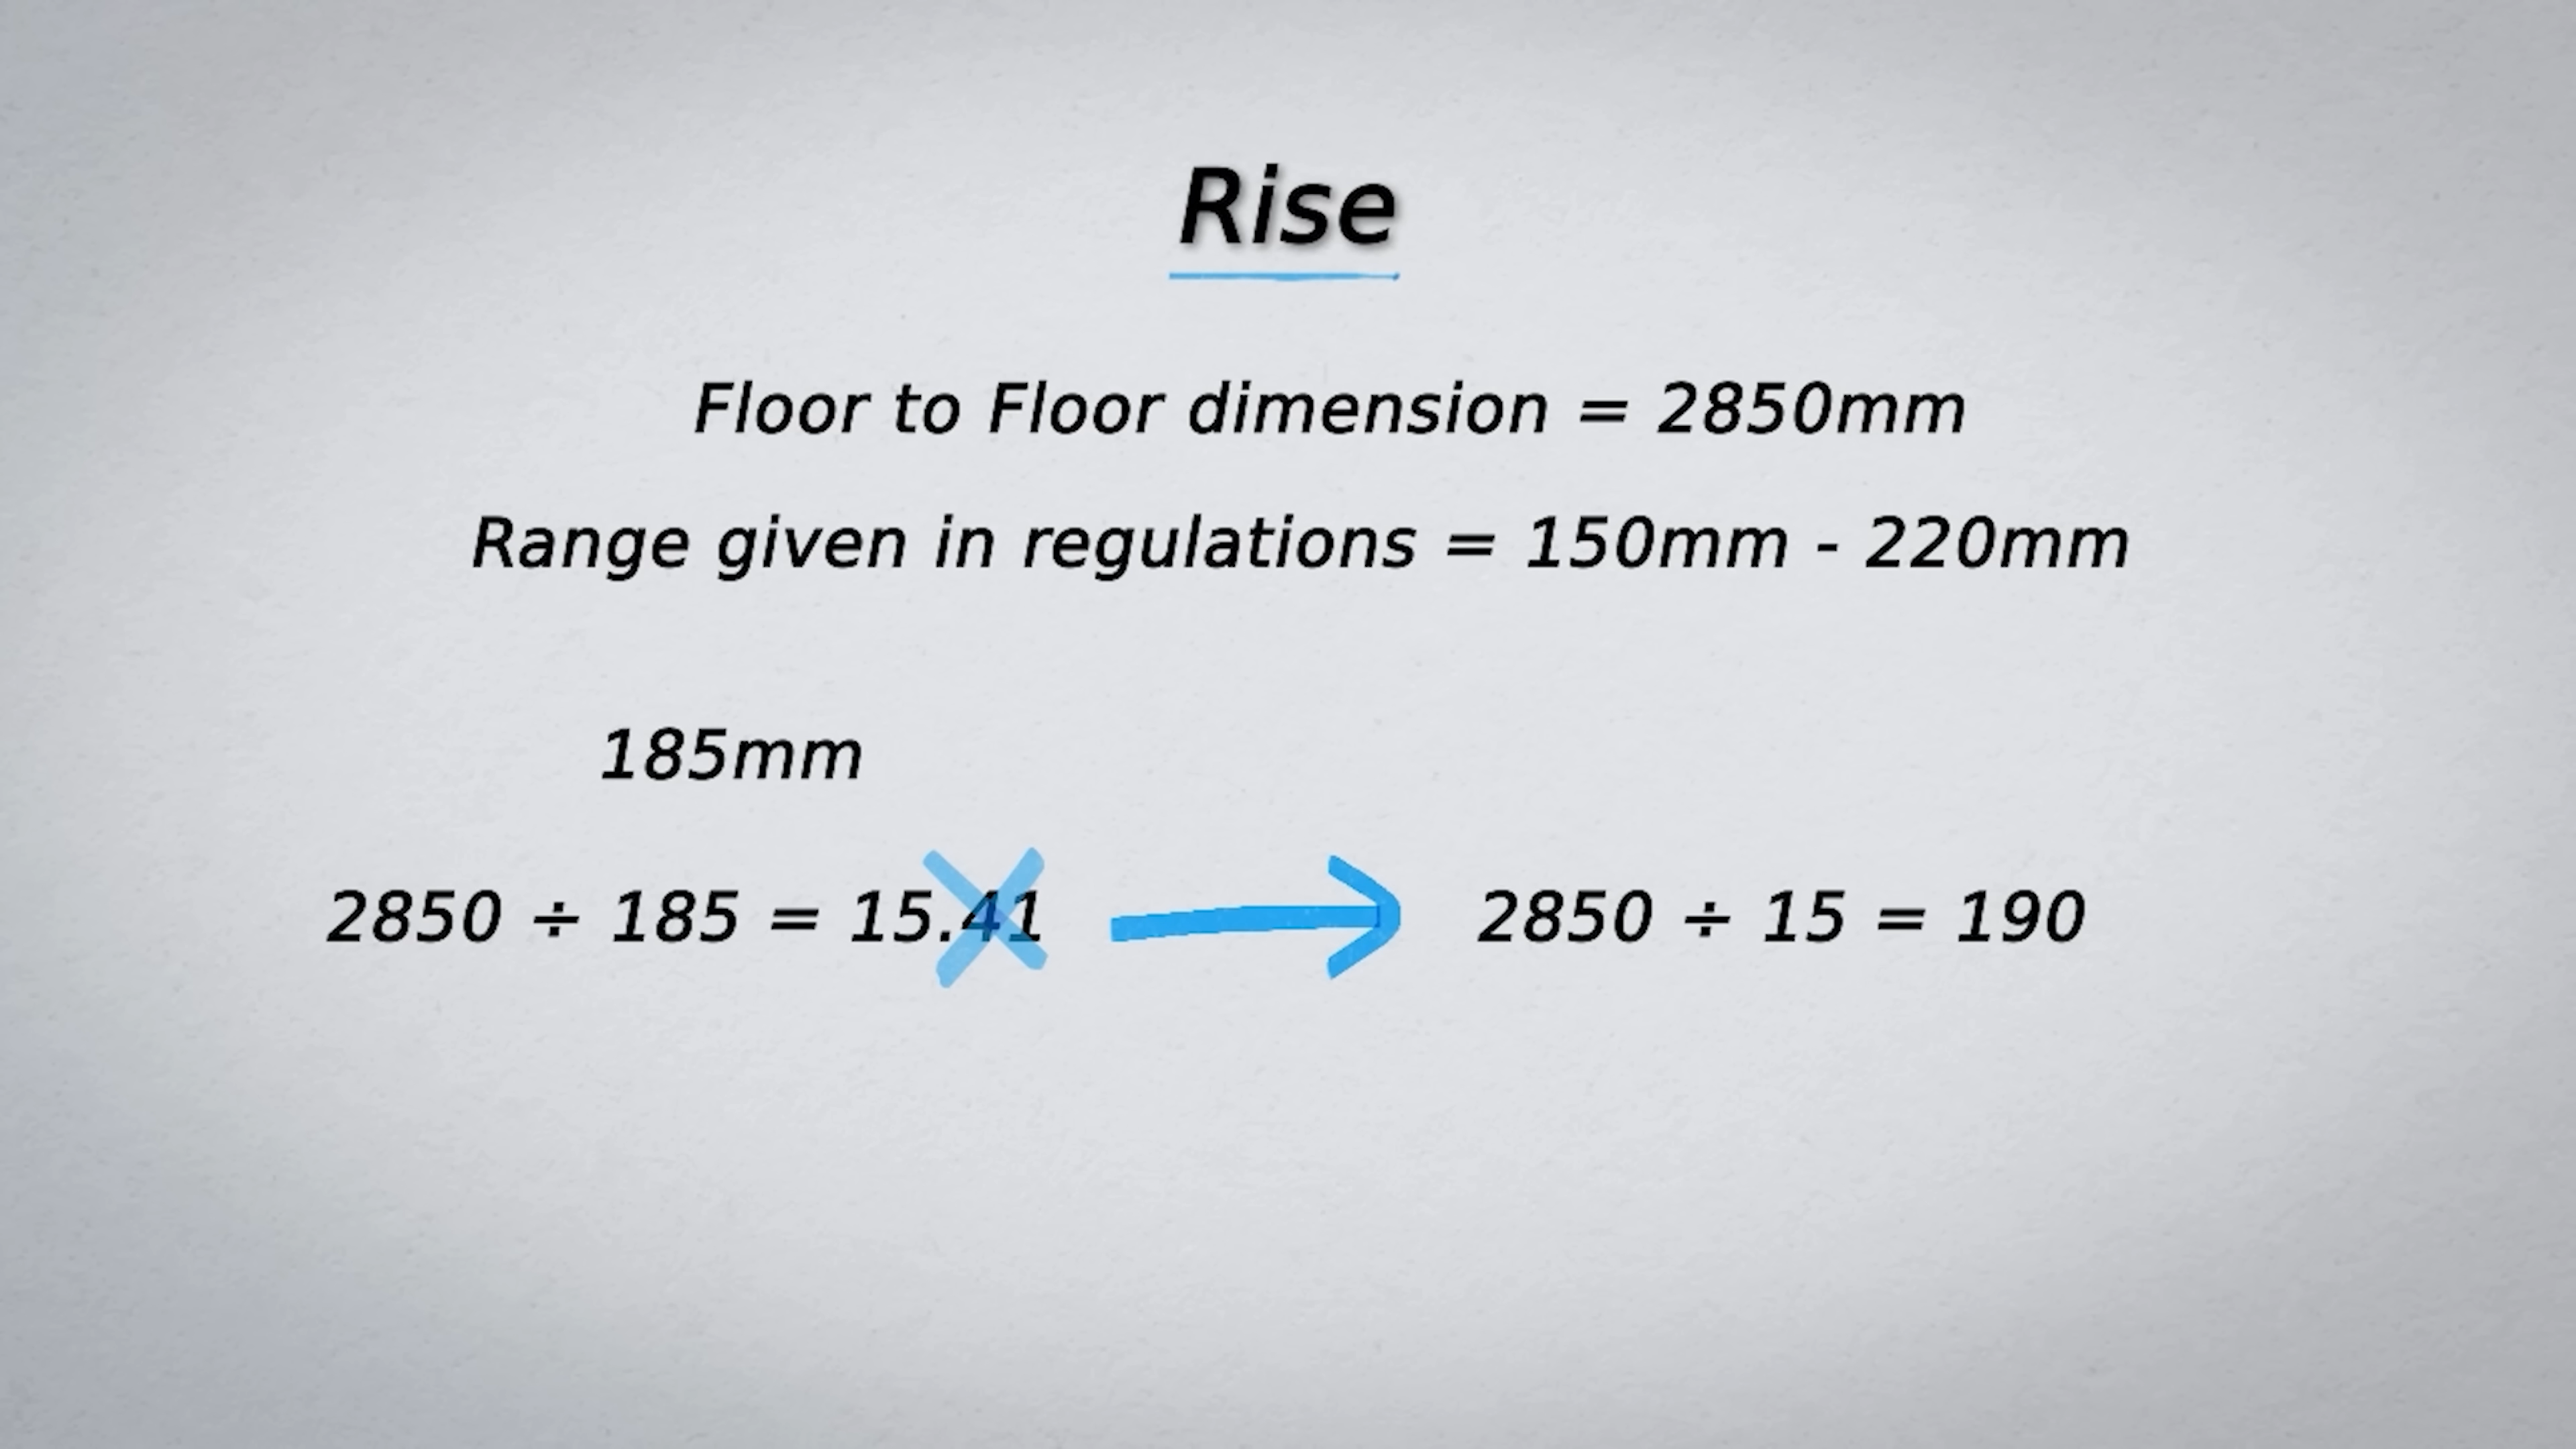 Rise
Floor to Floor dimension = 2850mm
Range given in regulations = 150mm - 220mm
185mm
2850 ÷ 185 = 15.41
2850 ÷ 15 = 190